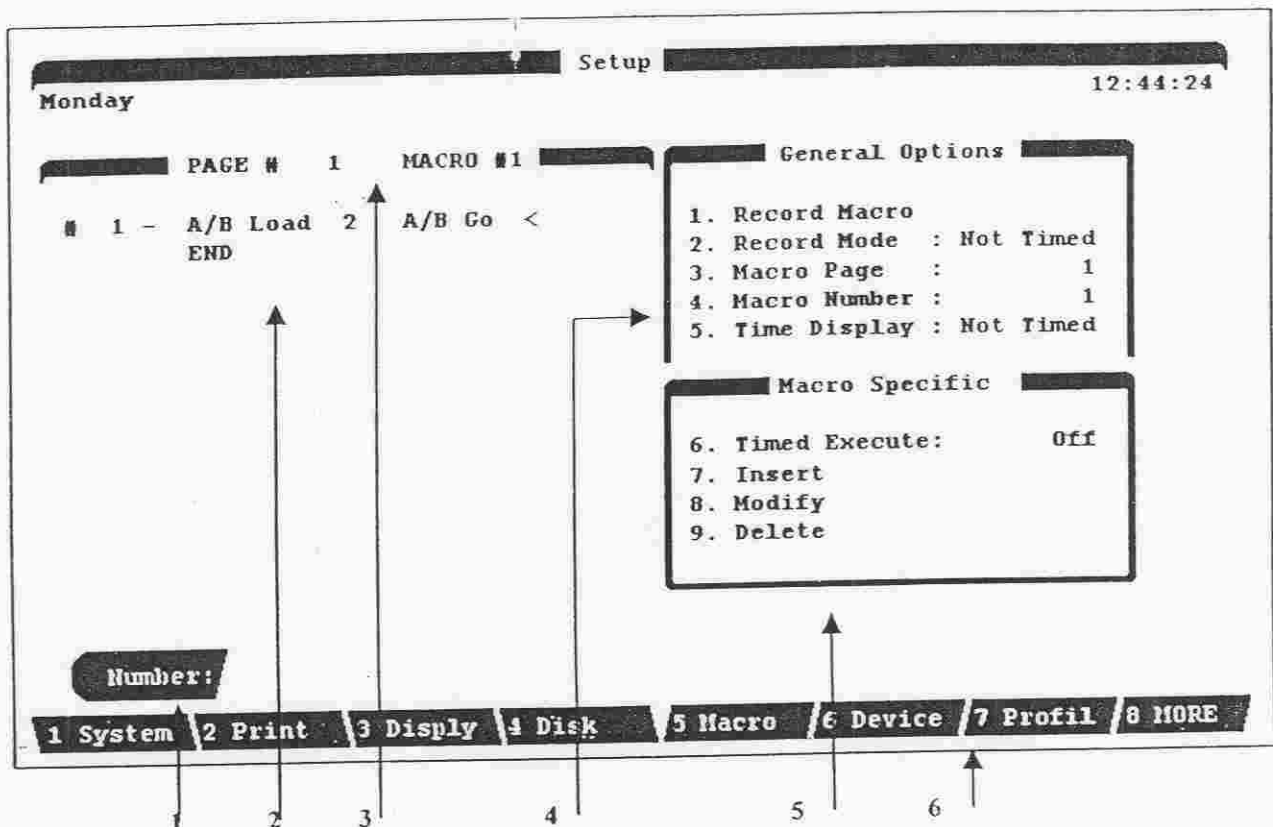 Setup
Monday 12:44:24
PAGE # 1 MACRO #1
# 1 - A/B Load 2 A/B Go <
END
General Options
1. Record Macro
2. Record Mode : Not Timed
3. Macro Page : 1
4. Macro Number : 1
5. Time Display : Not Timed
Macro Specific
6. Timed Execute: Off
7. Insert
8. Modify
9. Delete
Number:
1 System 2 Print 3 Disply 4 Disk 5 Macro 6 Device 7 Profil 8 MORE
1 2 3 4 5 6